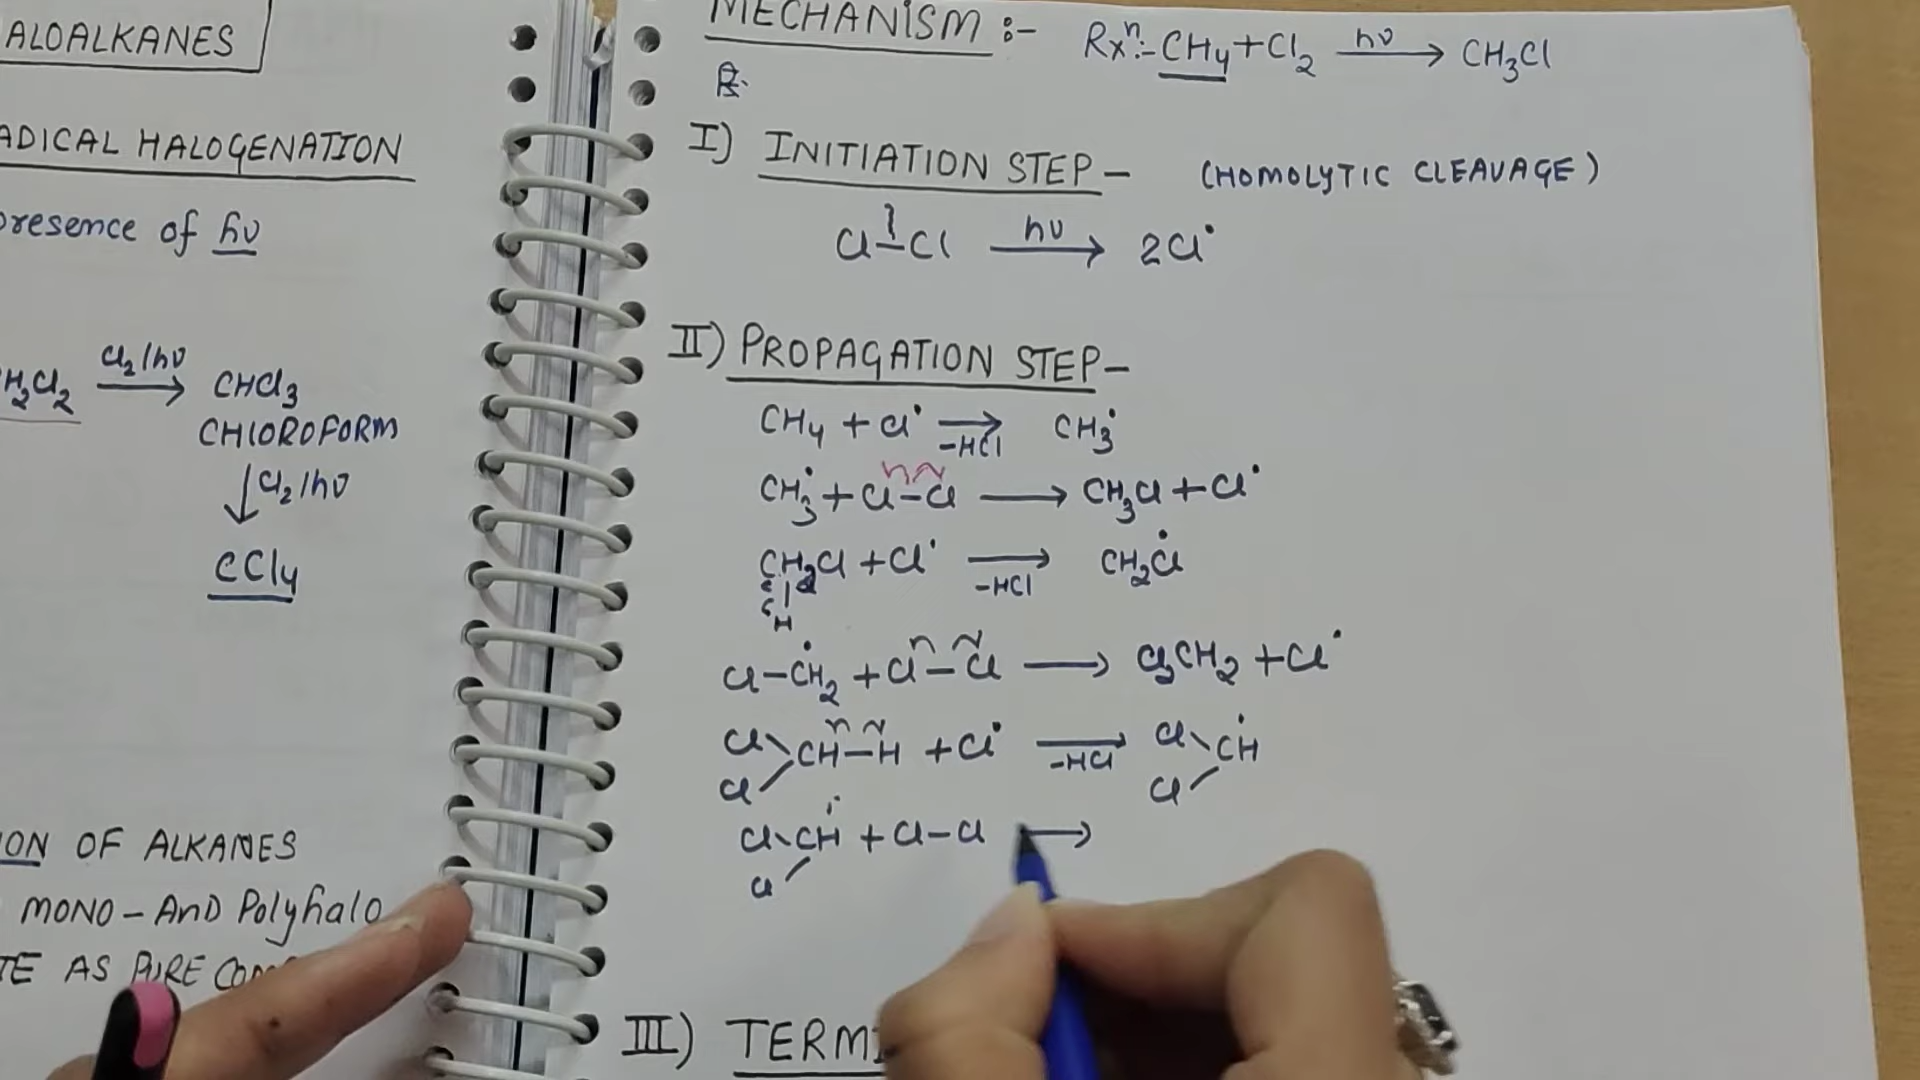 ALOALKANES
ADICAL HALOGENATION
presence of hν
H2Cl2 Cl2/hν → CHCl3
CHlOROFORM
↓ Cl2/hν
CCl4
ION OF ALKANES
MONO - AND Polyhalo
TE AS PURE
MECHANISM :- Rxn:- CH4 + Cl2 hν → CH3Cl
I) INITIATION STEP - (HOMOLYTIC CLEAVAGE)
Cl-Cl hν → 2Cl•
II) PROPAGATION STEP-
CH4 + Cl• → -HCl CH3•
CH3• + Cl-Cl → CH3Cl + Cl•
CH2Cl + Cl• → -HCl CH2Cl•
H
Cl-CH2• + Cl-Cl → Cl2CH2 + Cl•
Cl CH-H + Cl• → -HCl Cl CH•
Cl Cl
Cl CH• + Cl-Cl →
Cl
III) TERMI